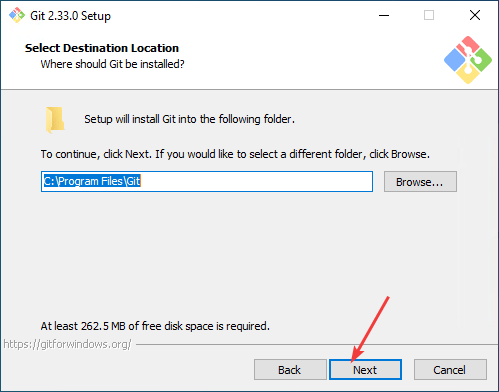 Git 2.33.0 Setup
Select Destination Location
Where should Git be installed?
Setup will install Git into the following folder.
To continue, click Next. If you would like to select a different folder, click Browse.
C:\Program Files\Git
Browse...
At least 262.5 MB of free disk space is required.
https://gitforwindows.org/
Back
Next
Cancel